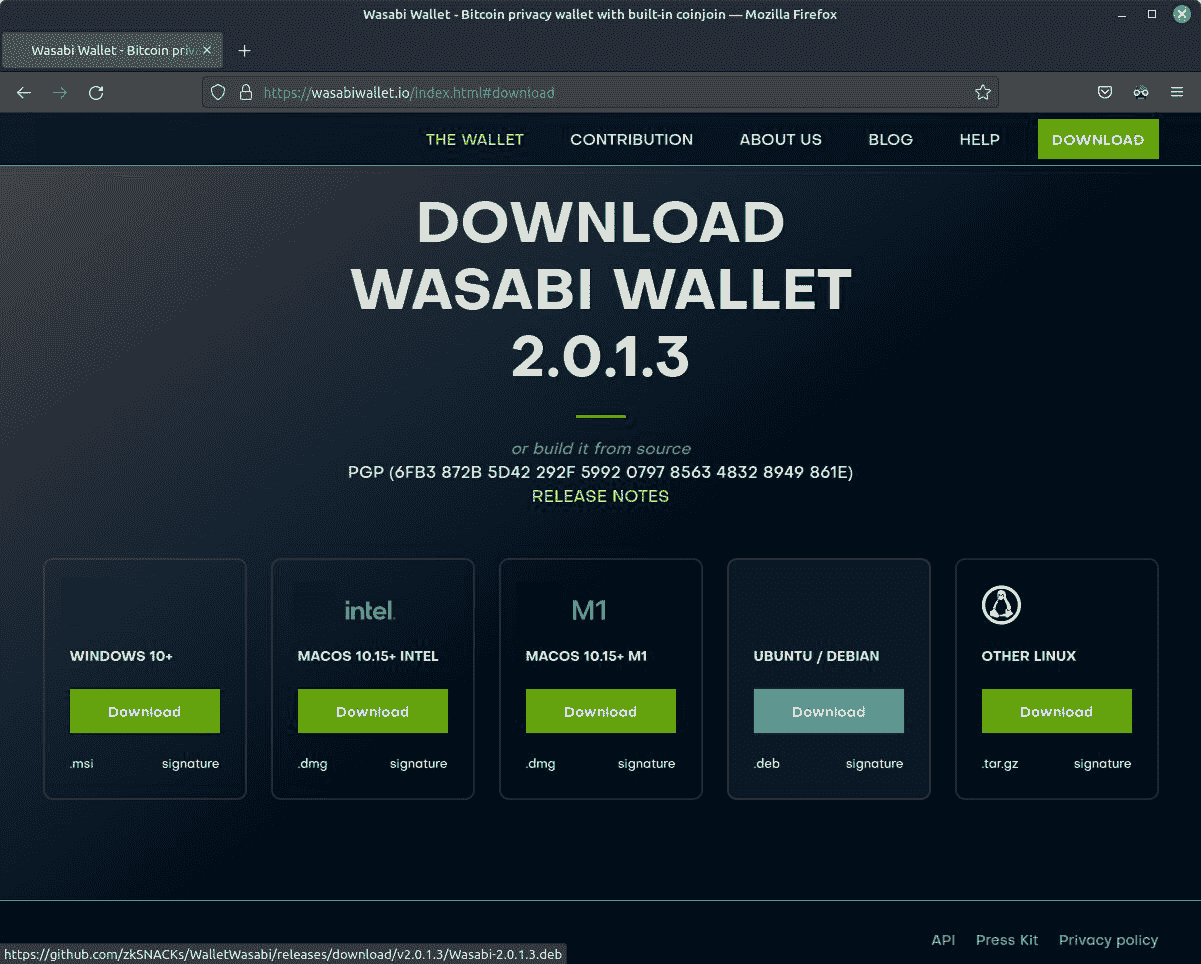 Wasabi Wallet - Bitcoin privacy wallet with built-in coinjoin — Mozilla Firefox
Wasabi Wallet - Bitcoin priv
https://wasabiwallet.io/index.html#download
THE WALLET CONTRIBUTION ABOUT US BLOG HELP DOWNLOAD
DOWNLOAD
WASABI WALLET
2.0.1.3
or build it from source
PGP (6FB3 872B 5D42 292F 5992 0797 8563 4832 8949 861E)
RELEASE NOTES
intel. M1
WINDOWS 10+ MACOS 10.15+ INTEL MACOS 10.15+ M1 UBUNTU / DEBIAN OTHER LINUX
Download Download Download Download Download
.msi signature .dmg signature .dmg signature .deb signature .tar.gz signature
API Press Kit Privacy policy
https://github.com/zkSNACKs/WalletWasabi/releases/download/v2.0.1.3/Wasabi-2.0.1.3.deb